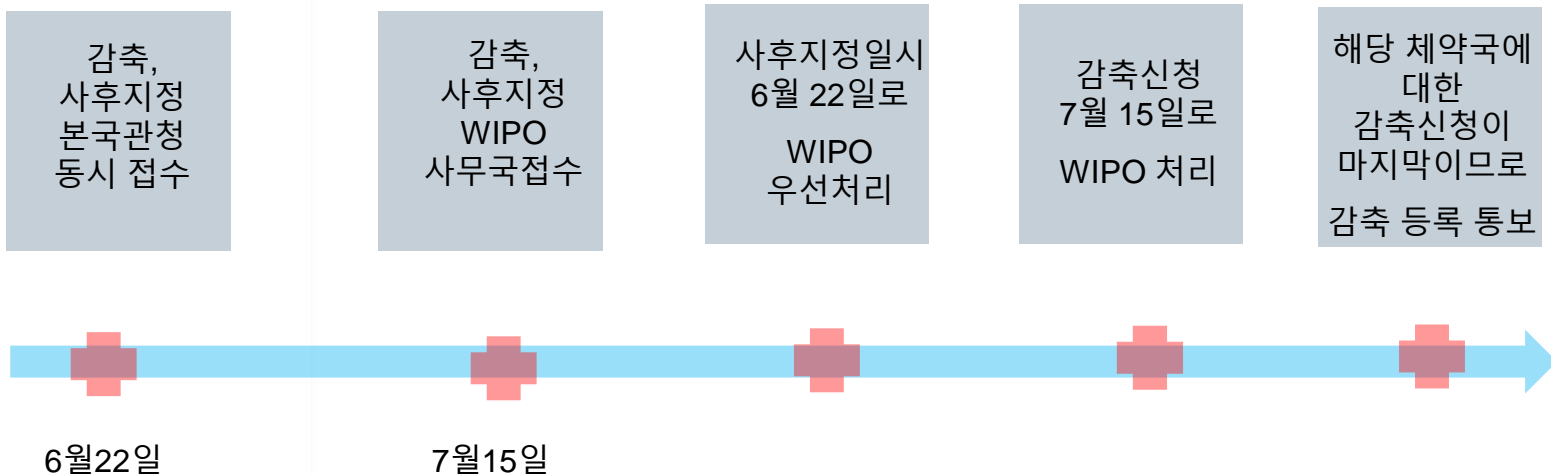 감축,
사후지정
본국관청
동시 접수
감축,
사후지정
WIPO
사무국접수
사후지정일시
6월 22일로
WIPO
우선처리
감축신청
7월 15일로
WIPO 처리
해당 체약국에
대한
감축신청이
마지막이므로
감축 등록 통보
6월22일
7월15일